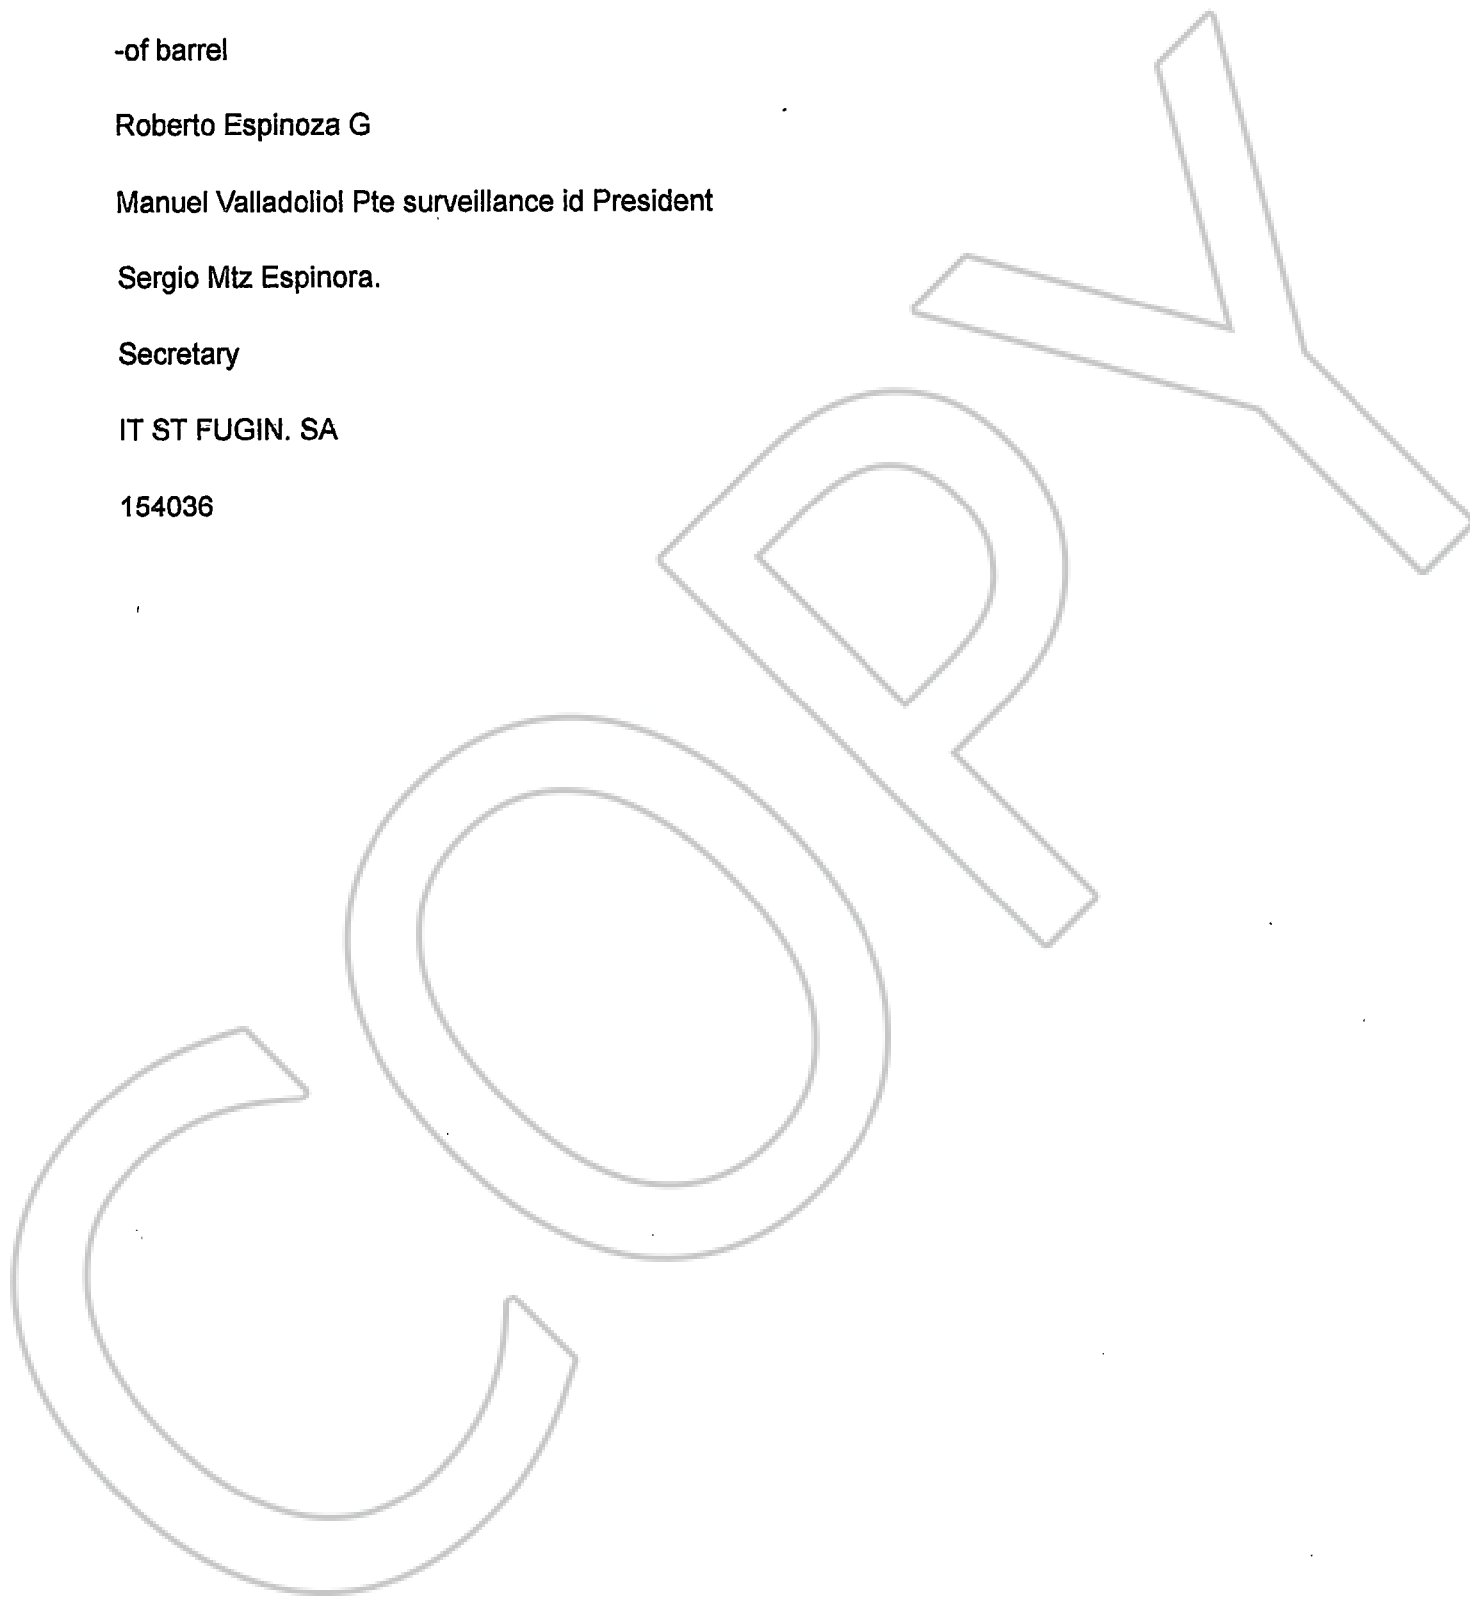 -of barrel
Roberto Espinoza G
Manuel Valladoliol Pte surveillance id President
Sergio Mtz Espinora.
Secretary
IT ST FUGIN. SA
154036
COPY